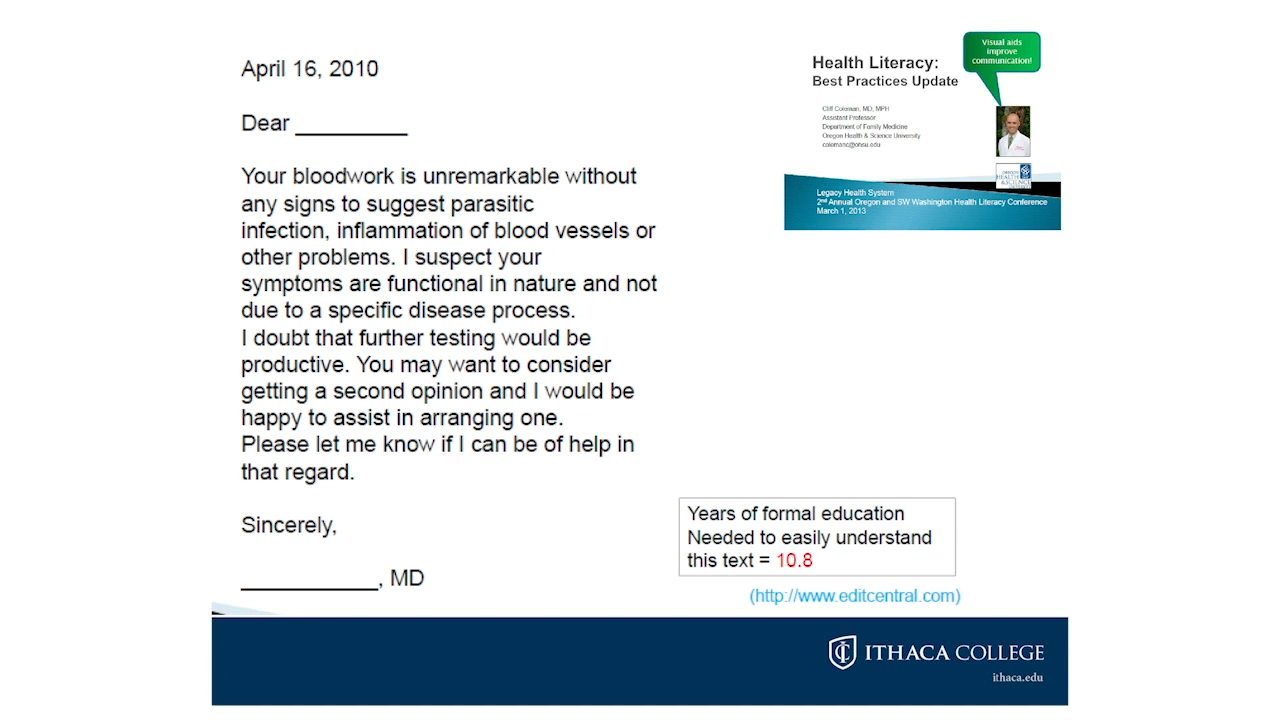 April 16, 2010
Dear __________
Your bloodwork is unremarkable without
any signs to suggest parasitic
infection, inflammation of blood vessels or
other problems. I suspect your
symptoms are functional in nature and not
due to a specific disease process.
I doubt that further testing would be
productive. You may want to consider
getting a second opinion and I would be
happy to assist in arranging one.
Please let me know if I can be of help in
that regard.
Sincerely,
____________, MD
Visual aids
improve
communication!
Health Literacy:
Best Practices Update
Cliff Coleman, MD, MPH
Assistant Professor
Department of Family Medicine
Oregon Health & Science University
colemanc@ohsu.edu
OREGON
HEALTH
&SCIENCE
UNIVERSITY
Legacy Health System
2nd Annual Oregon and SW Washington Health Literacy Conference
March 1, 2013
Years of formal education
Needed to easily understand
this text = 10.8
(http://www.editcentral.com)
ITHACA COLLEGE
ithaca.edu